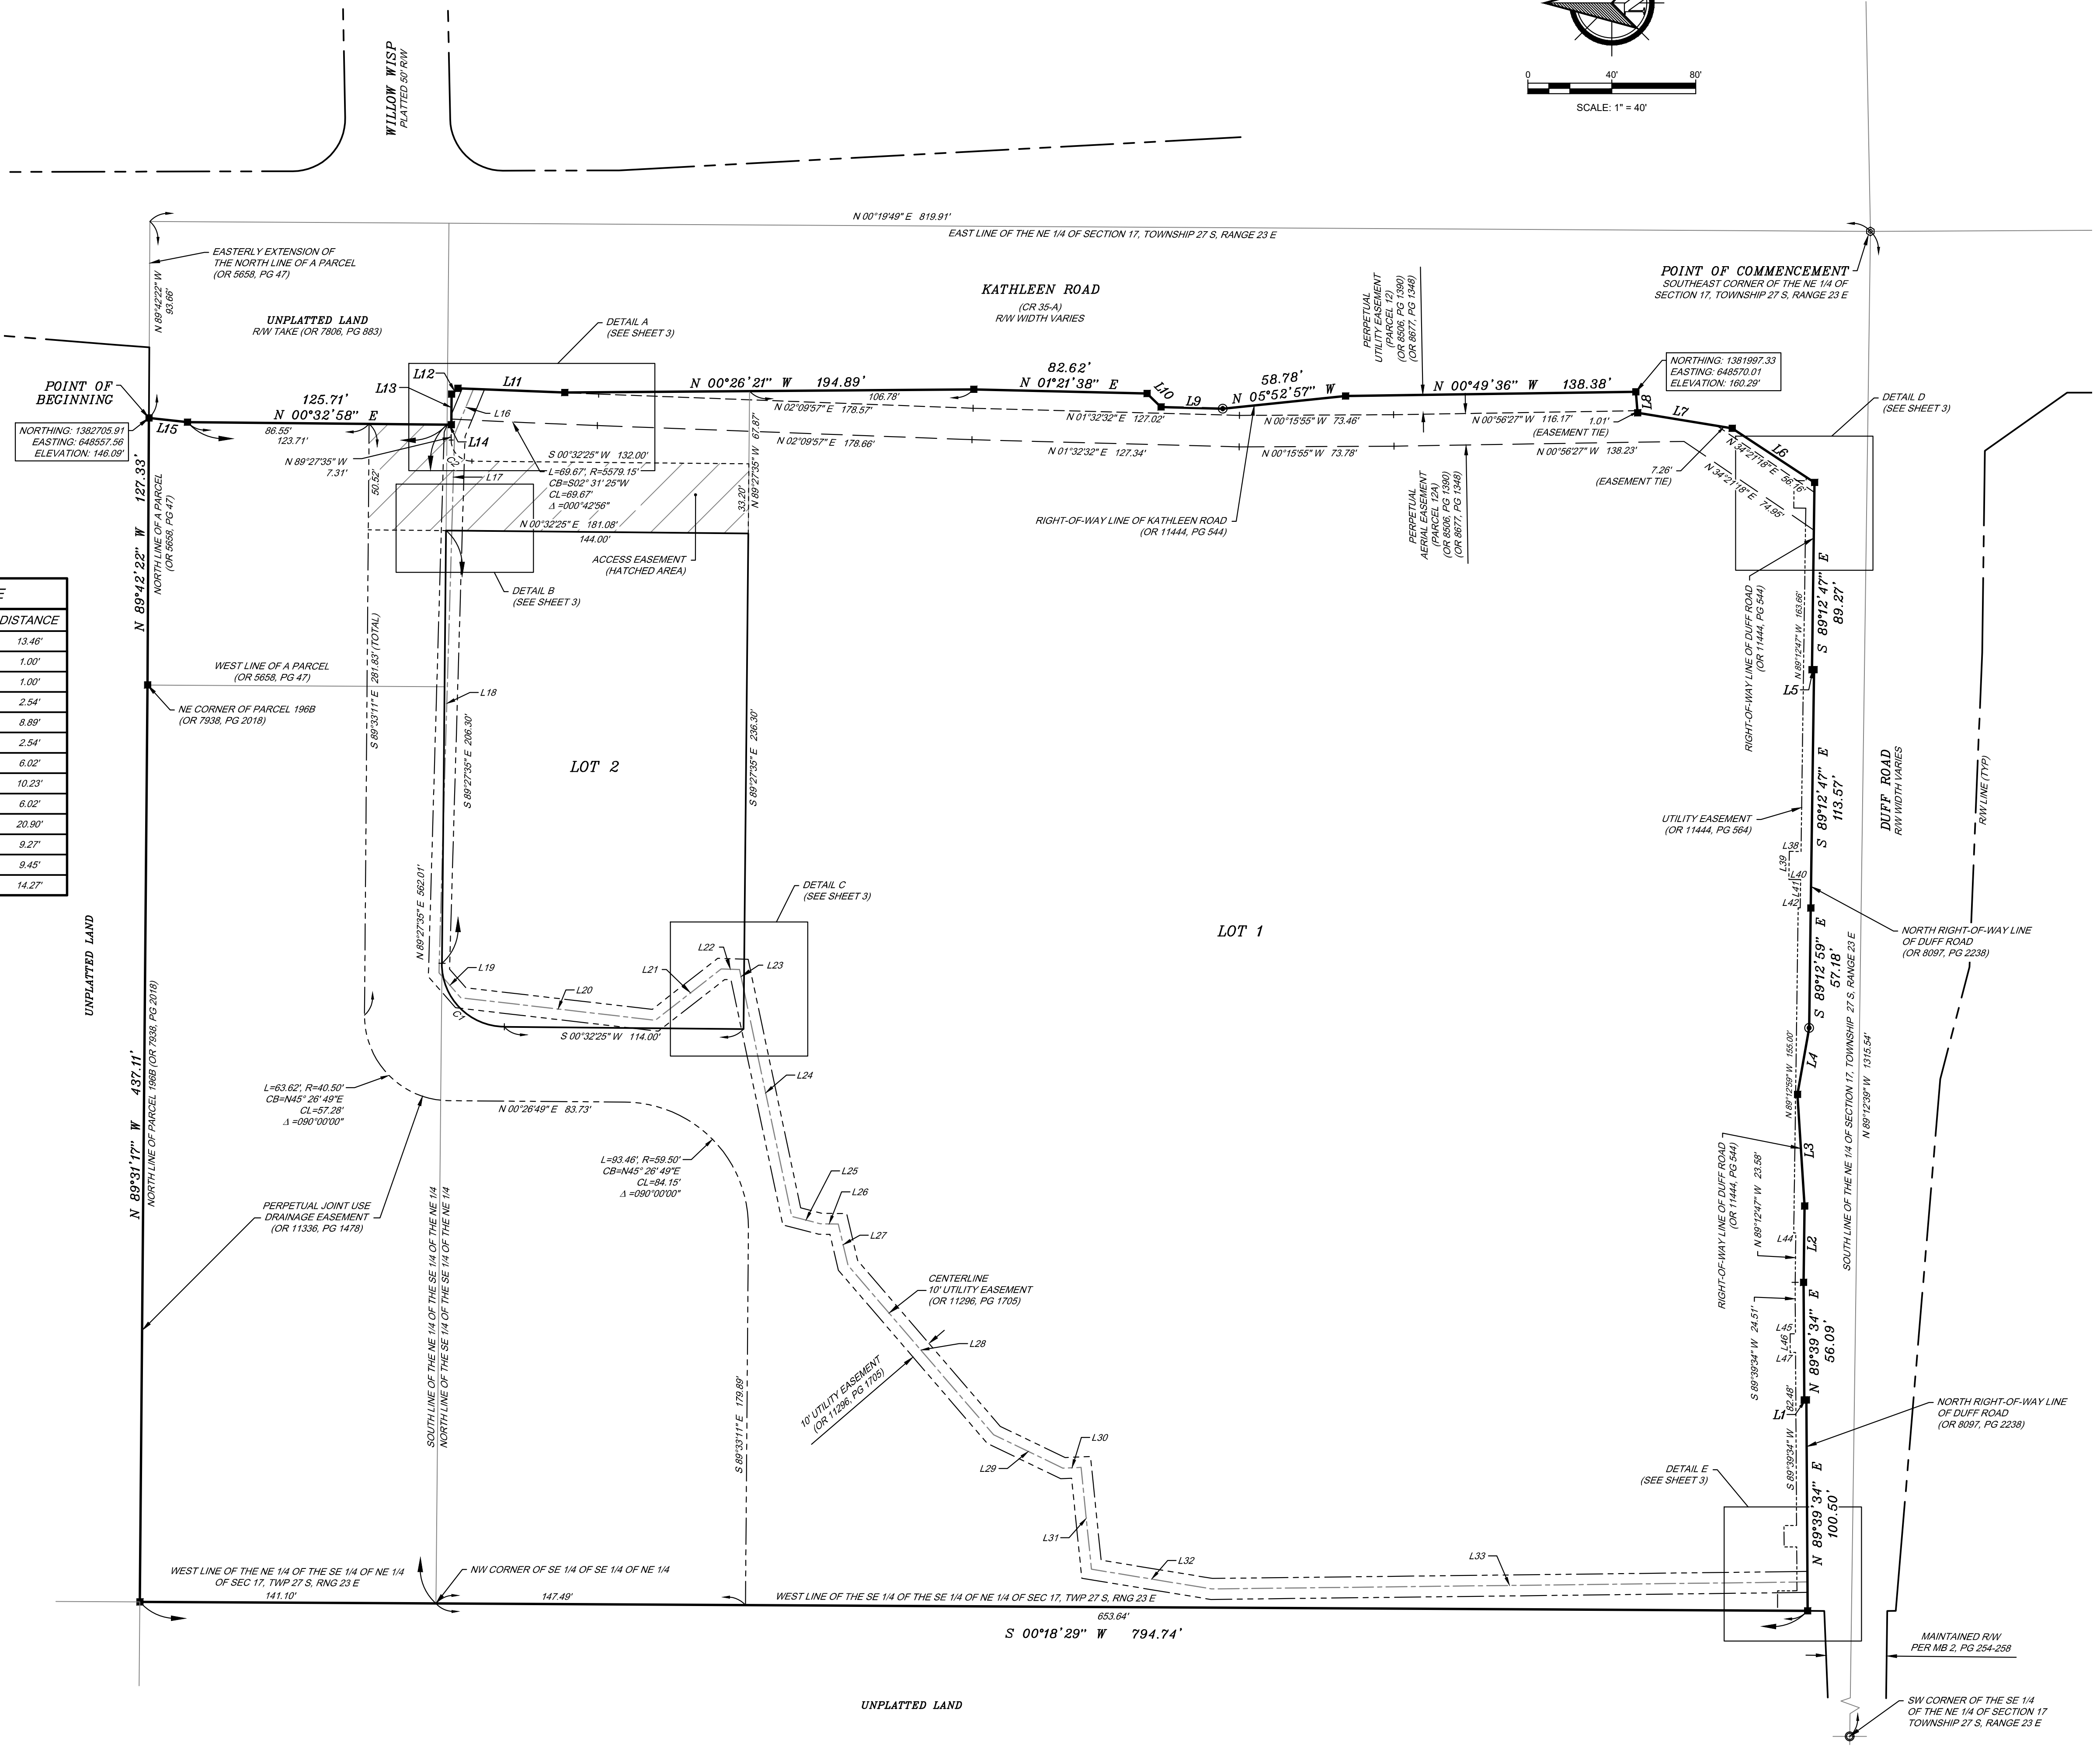 WILLOW WISP
PLATTED 50' R/W
0 40' 80'
SCALE: 1" = 40'
N 00°19'49" E 819.91'
EAST LINE OF THE NE 1/4 OF SECTION 17, TOWNSHIP 27 S, RANGE 23 E
EASTERLY EXTENSION OF
THE NORTH LINE OF A PARCEL
(OR 5658, PG 47)
N 89°42'22" W
93.66'
UNPLATTED LAND
R/W TAKE (OR 7806, PG 883)
KATHLEEN ROAD
(CR 35-A)
R/W WIDTH VARIES
POINT OF COMMENCEMENT
SOUTHEAST CORNER OF THE NE 1/4 OF
SECTION 17, TOWNSHIP 27 S, RANGE 23 E
PERPETUAL
UTILITY EASEMENT
(PARCEL 12)
(OR 8506, PG 1390)
(OR 8677, PG 1348)
DETAIL A
(SEE SHEET 3)
POINT OF
BEGINNING
NORTHING: 1382705.91
EASTING: 648557.56
ELEVATION: 146.09'
L15
125.71'
N 00°32'58" E
86.55'
123.71'
L13
L12
L11
L16
L14
N 89°27'35" W
7.31'
50.52'
C2
L17
N 00°26'21" W 194.89'
106.78'
N 02°09'57" E 178.57'
N 02°09'57" E 178.66'
S 00°32'25" W 132.00'
L=69.67', R=5579.15'
CB=S02° 31' 25"W
CL=69.67'
Δ =000°42'56"
N 89°27'35" W 67.87'
33.20'
N 00°32'25" E 181.08'
144.00'
ACCESS EASEMENT
(HATCHED AREA)
DETAIL B
(SEE SHEET 3)
82.62'
N 01°21'38" E
L10
L9
58.78'
N 05°52'57" W
N 00°49'36" W 138.38'
NORTHING: 1381997.33
EASTING: 648570.01
ELEVATION: 160.29'
L8
L7
L6
N 01°32'32" E 127.02'
N 00°15'55" W 73.46'
N 00°56'27" W 116.17'
1.01'
(EASEMENT TIE)
N 01°32'32" E 127.34'
N 00°15'55" W 73.78'
N 00°56'27" W 138.23'
7.26'
(EASEMENT TIE)
N 34°21'18" E 56.16'
N 34°21'18" E 74.95'
DETAIL D
(SEE SHEET 3)
RIGHT-OF-WAY LINE OF KATHLEEN ROAD
(OR 11444, PG 544)
PERPETUAL
AERIAL EASEMENT
(PARCEL 12A)
(OR 8506, PG 1390)
(OR 8677, PG 1348)
N 89°42'22" W 127.33'
NORTH LINE OF A PARCEL
(OR 5658, PG 47)
E
DISTANCE
13.46'
1.00'
1.00'
2.54'
8.89'
2.54'
6.02'
10.23'
6.02'
20.90'
9.27'
9.45'
14.27'
WEST LINE OF A PARCEL
(OR 5658, PG 47)
NE CORNER OF PARCEL 196B
(OR 7938, PG 2018)
S 89°33'11" E 281.83' (TOTAL)
L18
S 89°27'35" E 206.30'
LOT 2
S 89°27'35" E 236.30'
N 89°27'35" E 562.01'
RIGHT-OF-WAY LINE OF DUFF ROAD
(OR 11444, PG 544)
N 89°12'47" W 163.66'
S 89°12'47" E
89.27'
L5
S 89°12'47" E
113.57'
DUFF ROAD
R/W WIDTH VARIES
R/W LINE (TYP)
UTILITY EASEMENT
(OR 11444, PG 564)
L38
L39
L40
L41
L42
NORTH RIGHT-OF-WAY LINE
OF DUFF ROAD
(OR 8097, PG 2238)
S 89°12'59" E
57.18'
UNPLATTED LAND
DETAIL C
(SEE SHEET 3)
LOT 1
L19
L20
L21
L22
L23
C1
S 00°32'25" W 114.00'
L24
N 89°31'17" W 437.11'
NORTH LINE OF PARCEL 196B (OR 7938, PG 2018)
L=63.62', R=40.50'
CB=N45° 26' 49"E
CL=57.28'
Δ =090°00'00"
N 00°26'49" E 83.73'
L=93.46', R=59.50'
CB=N45° 26' 49"E
CL=84.15'
Δ =090°00'00"
PERPETUAL JOINT USE
DRAINAGE EASEMENT
(OR 11336, PG 1478)
L25
L26
L27
CENTERLINE
10' UTILITY EASEMENT
(OR 11296, PG 1705)
L28
10' UTILITY EASEMENT
(OR 11296, PG 1705)
SOUTH LINE OF THE NE 1/4 OF THE SE 1/4 OF THE NE 1/4
NORTH LINE OF THE SE 1/4 OF THE SE 1/4 OF THE NE 1/4
S 89°33'11" E 179.89'
L4
N 89°12'59" W 155.00'
L3
SOUTH LINE OF THE NE 1/4 OF SECTION 17, TOWNSHIP 27 S, RANGE 23 E
N 89°12'39" W 1315.54'
RIGHT-OF-WAY LINE OF DUFF ROAD
(OR 11444, PG 544)
N 89°12'47" W 23.58'
L44
L2
S 89°39'34" W 24.51'
L45
L46
L47
N 89°39'34" E
56.09'
L1
S 89°39'34" W 82.48'
NORTH RIGHT-OF-WAY LINE
OF DUFF ROAD
(OR 8097, PG 2238)
L29
L30
L31
L32
L33
DETAIL E
(SEE SHEET 3)
N 89°39'34" E
100.50'
WEST LINE OF THE NE 1/4 OF THE SE 1/4 OF NE 1/4
OF SEC 17, TWP 27 S, RNG 23 E
141.10'
NW CORNER OF SE 1/4 OF SE 1/4 OF NE 1/4
147.49'
WEST LINE OF THE SE 1/4 OF THE SE 1/4 OF NE 1/4 OF SEC 17, TWP 27 S, RNG 23 E
653.64'
S 00°18'29" W 794.74'
MAINTAINED R/W
PER MB 2, PG 254-258
UNPLATTED LAND
SW CORNER OF THE SE 1/4
OF THE NE 1/4 OF SECTION 17
TOWNSHIP 27 S, RANGE 23 E